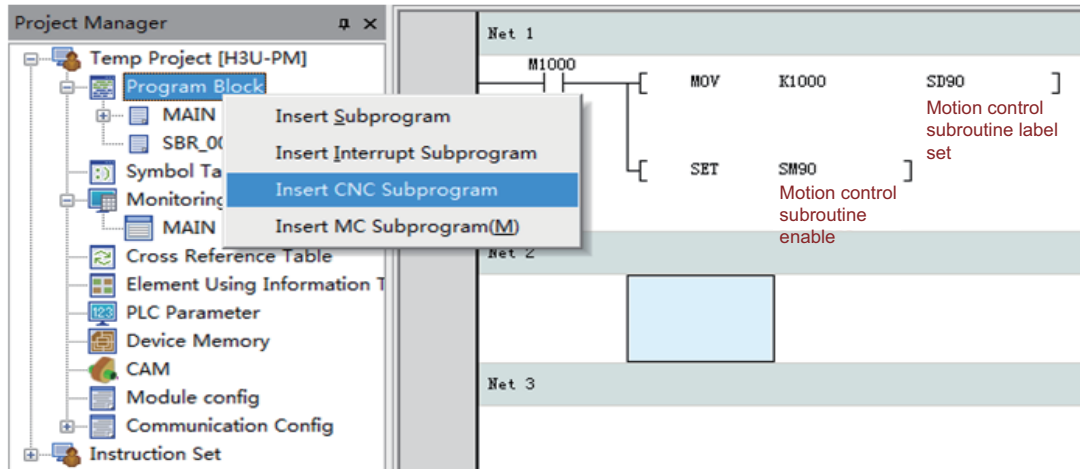 Project Manager
Temp Project [H3U-PM]
Program Block
MAIN
SBR_00
Symbol Ta
Monitoring
MAIN
Cross Reference Table
Element Using Information T
PLC Parameter
Device Memory
CAM
Module config
Communication Config
Instruction Set
Insert Subprogram
Insert Interrupt Subprogram
Insert CNC Subprogram
Insert MC Subprogram(M)
Net 1
M1000
[ MOV K1000 SD90 ]
Motion control
subroutine label
set
[ SET SM90 ]
Motion control
subroutine
enable
Net 2
Net 3